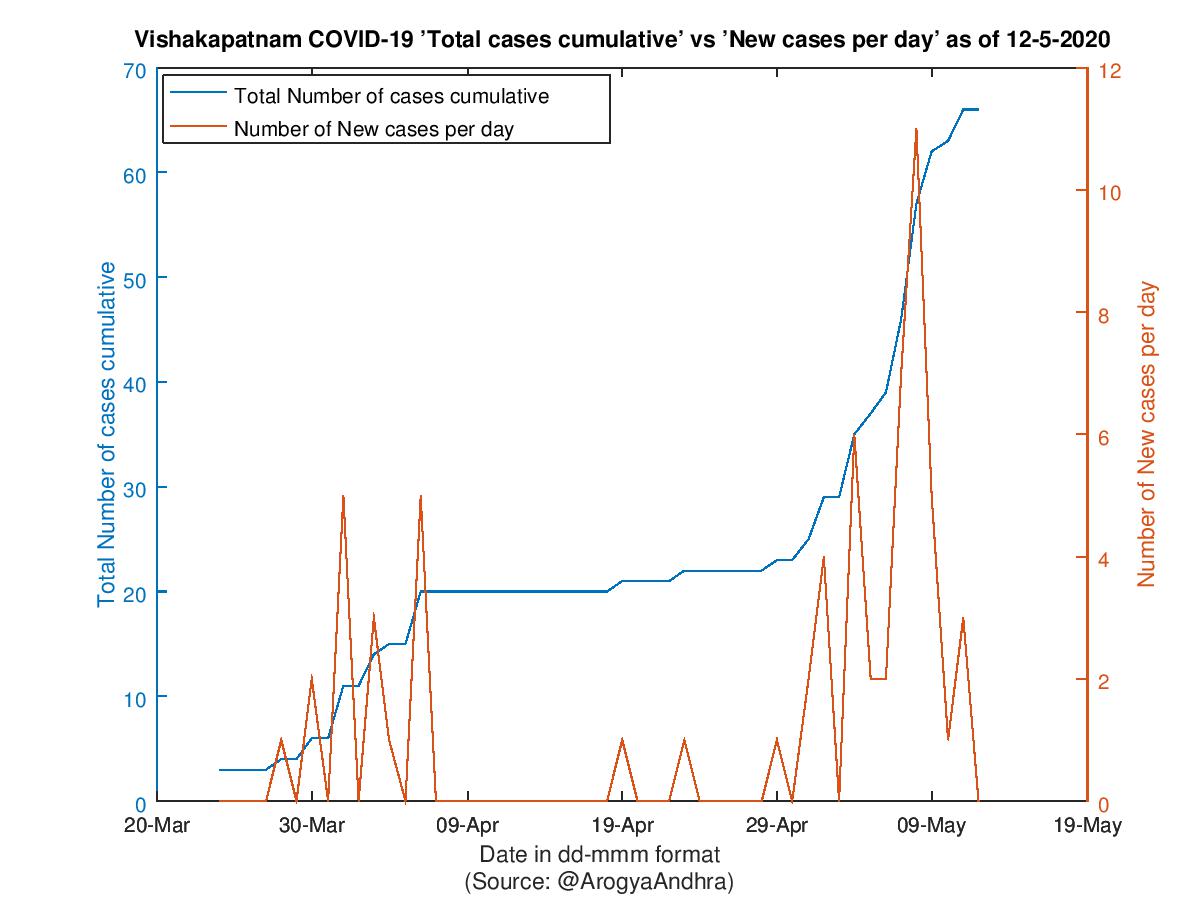 Vishakapatnam COVID-19 ’Total cases cumulative’ vs ’New cases per day’ as of 12-5-2020
Total Number of cases cumulative
Number of New cases per day
70
60
50
40
30
20
10
0
Total Number of cases cumulative
12
10
8
6
4
2
0
Number of New cases per day
20-Mar 30-Mar 09-Apr 19-Apr 29-Apr 09-May 19-May
Date in dd-mmm format
(Source: @ArogyaAndhra)